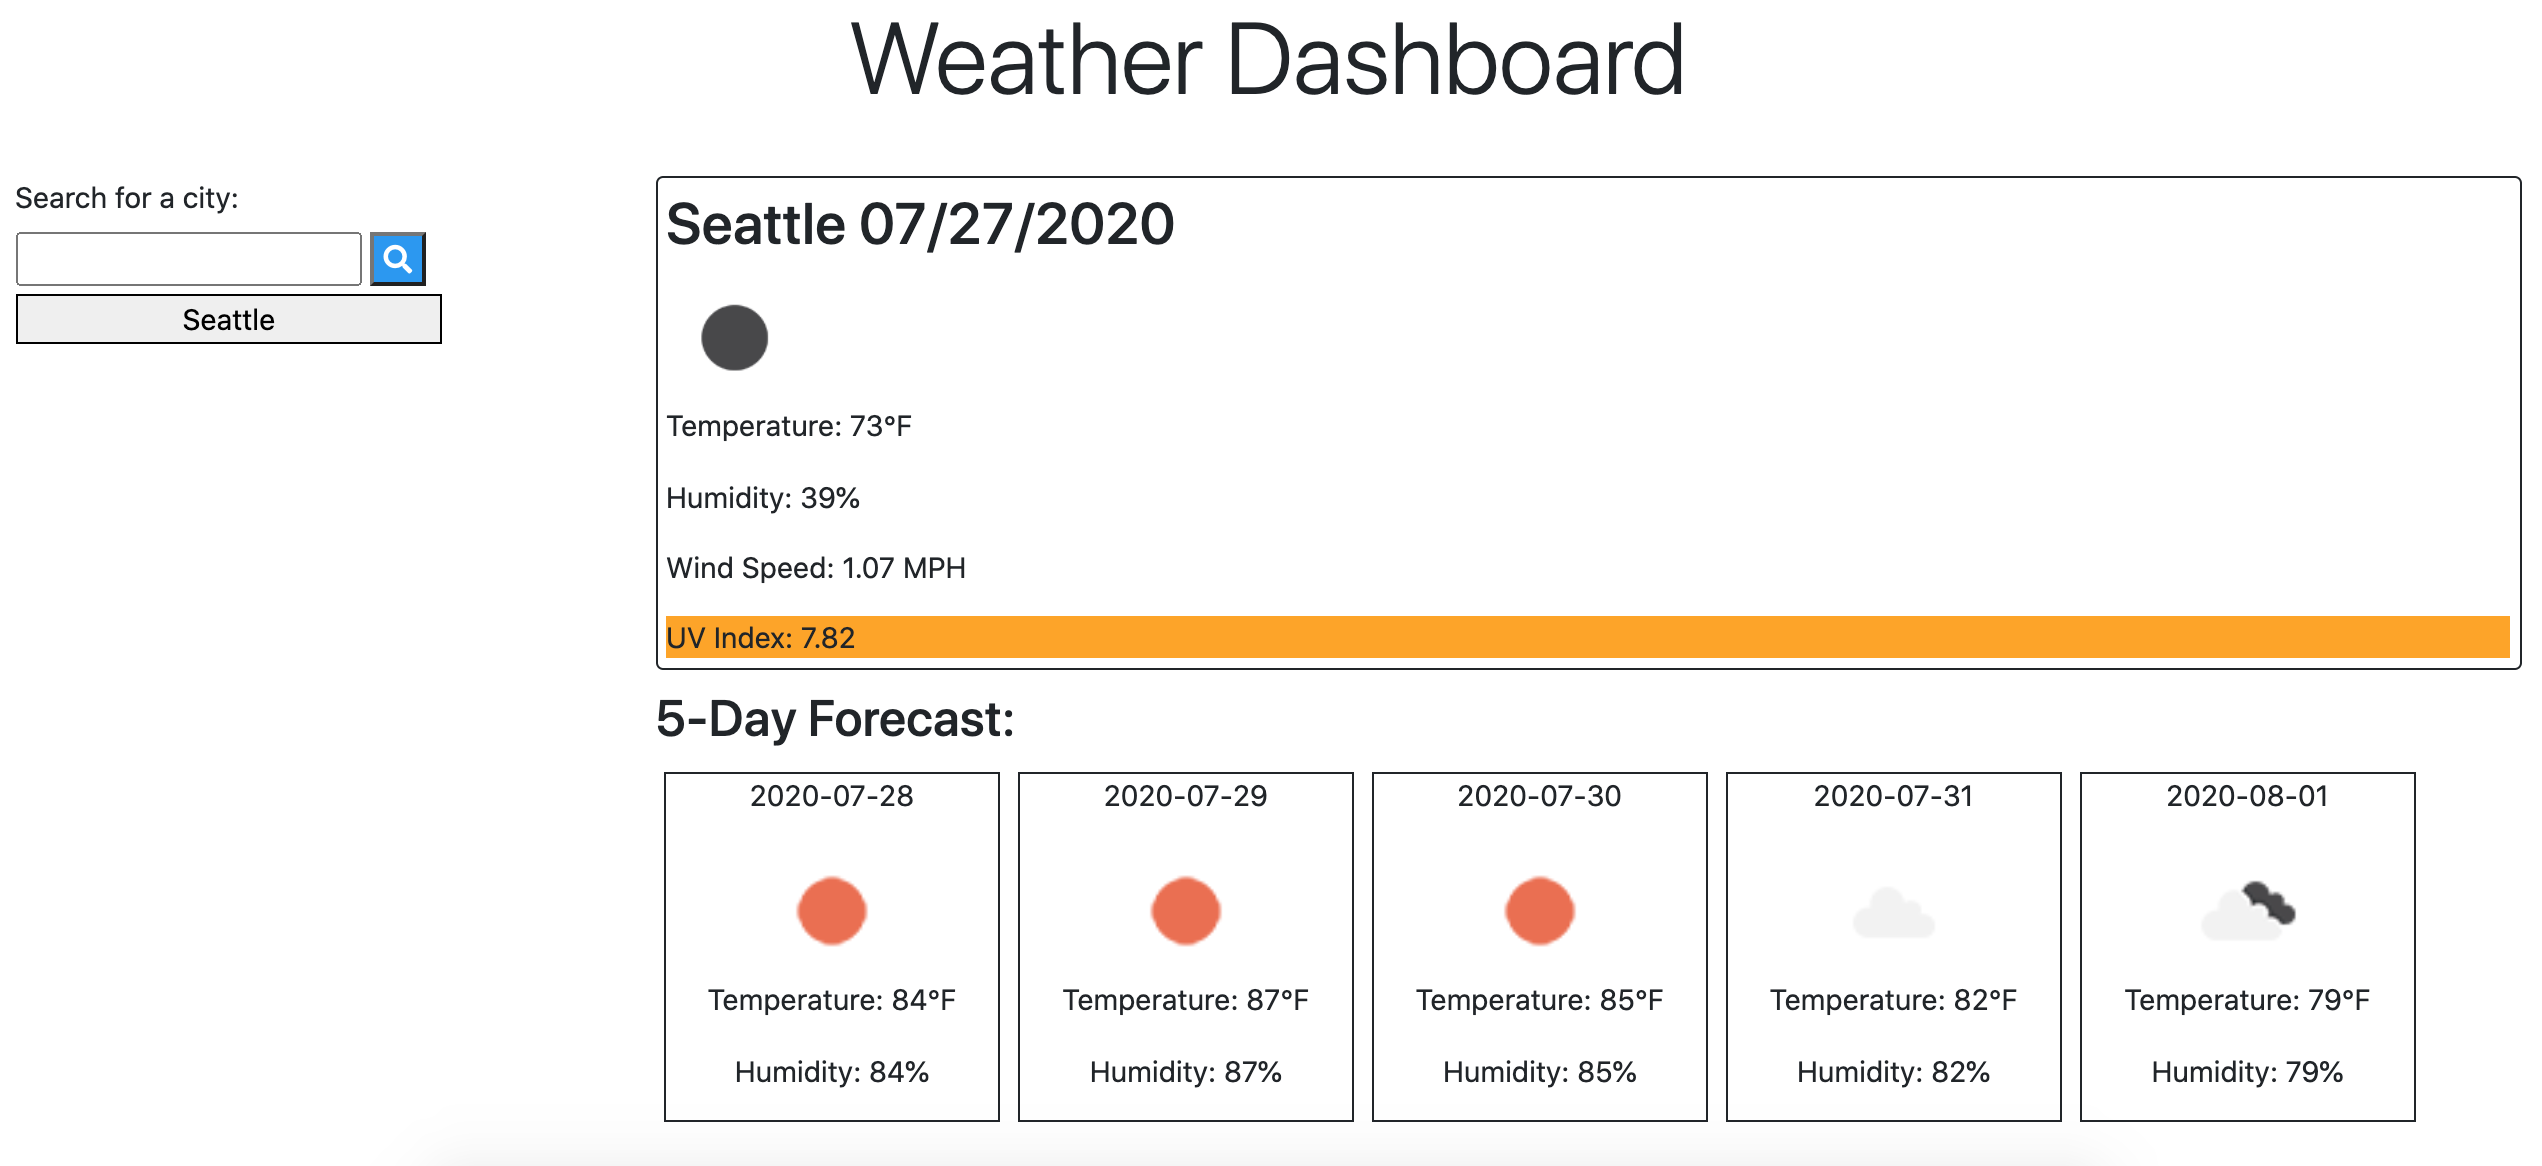 Weather Dashboard
Search for a city:
Seattle
Seattle 07/27/2020
Temperature: 73°F
Humidity: 39%
Wind Speed: 1.07 MPH
UV Index: 7.82
5-Day Forecast:
2020-07-28
Temperature: 84°F
Humidity: 84%
2020-07-29
Temperature: 87°F
Humidity: 87%
2020-07-30
Temperature: 85°F
Humidity: 85%
2020-07-31
Temperature: 82°F
Humidity: 82%
2020-08-01
Temperature: 79°F
Humidity: 79%